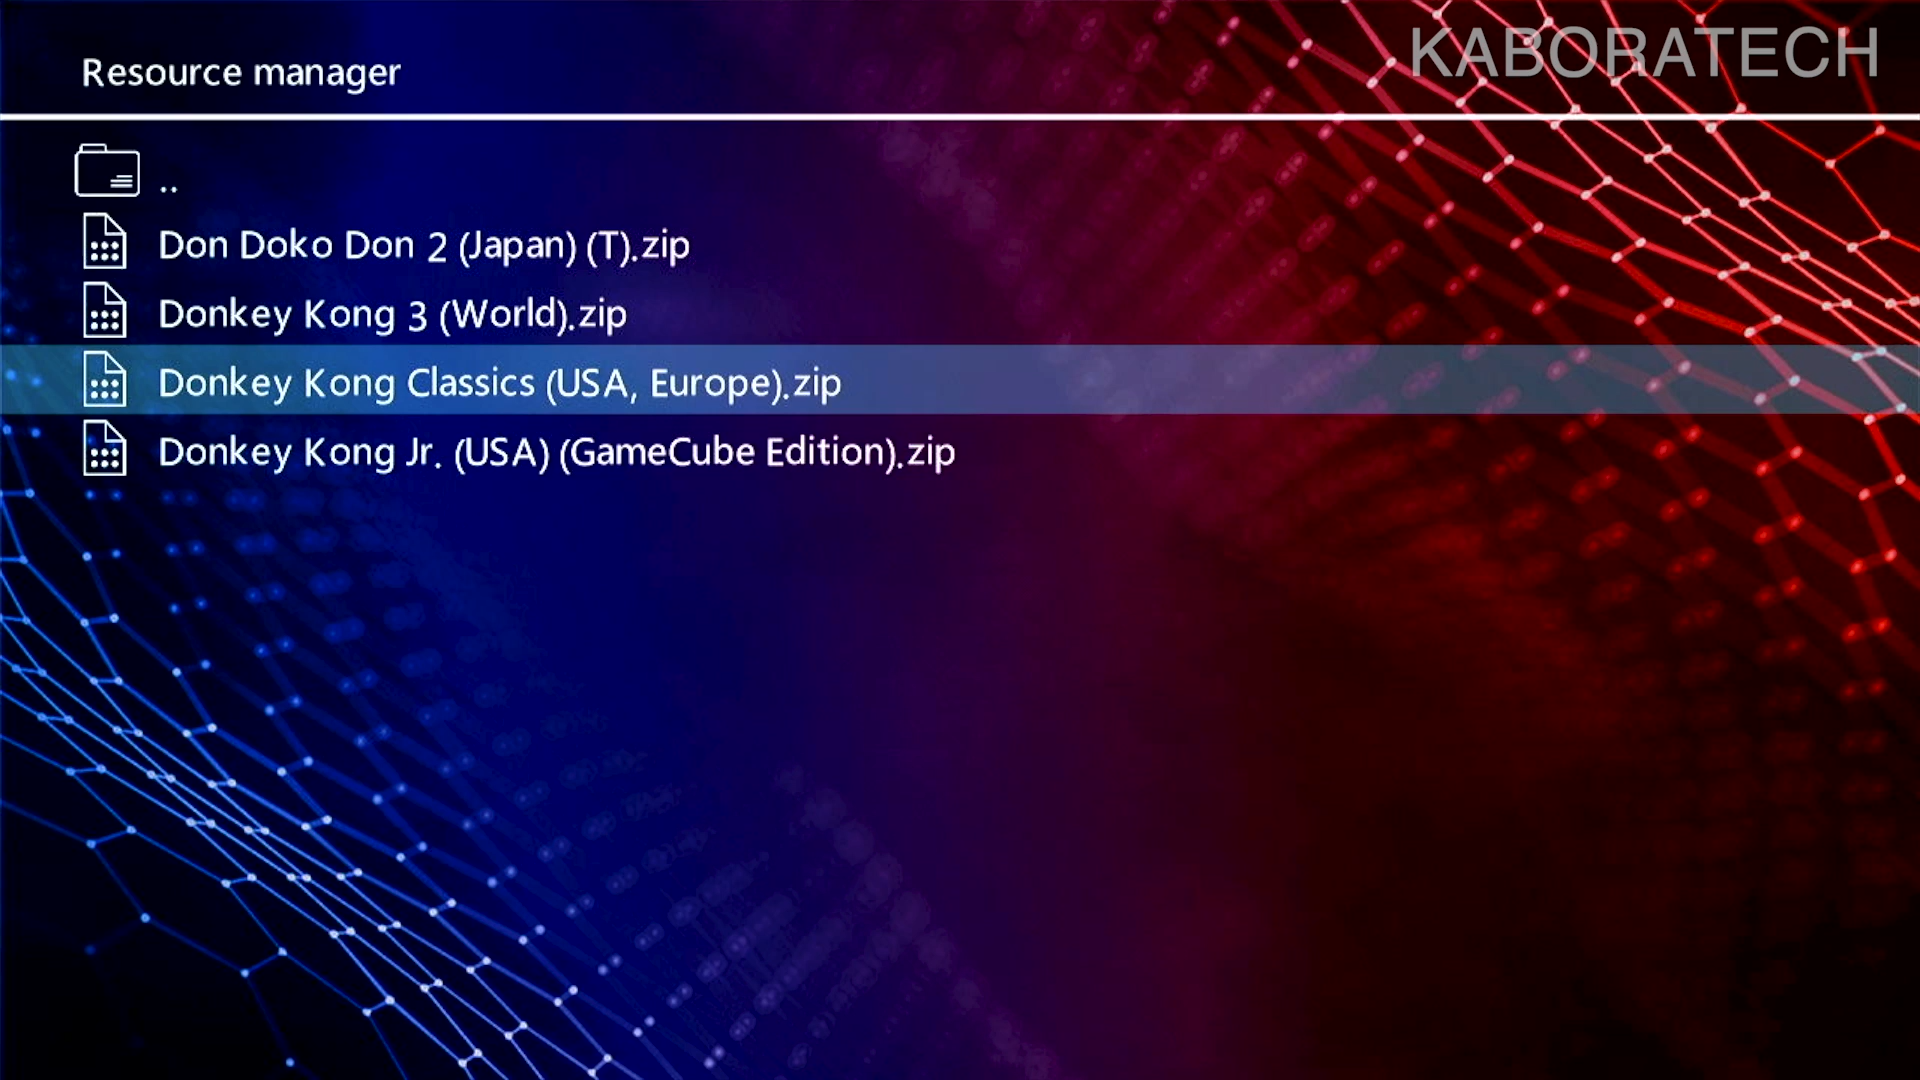 KABORATECH
Resource manager
..
Don Doko Don 2 (Japan) (T).zip
Donkey Kong 3 (World).zip
Donkey Kong Classics (USA, Europe).zip
Donkey Kong Jr. (USA) (GameCube Edition).zip